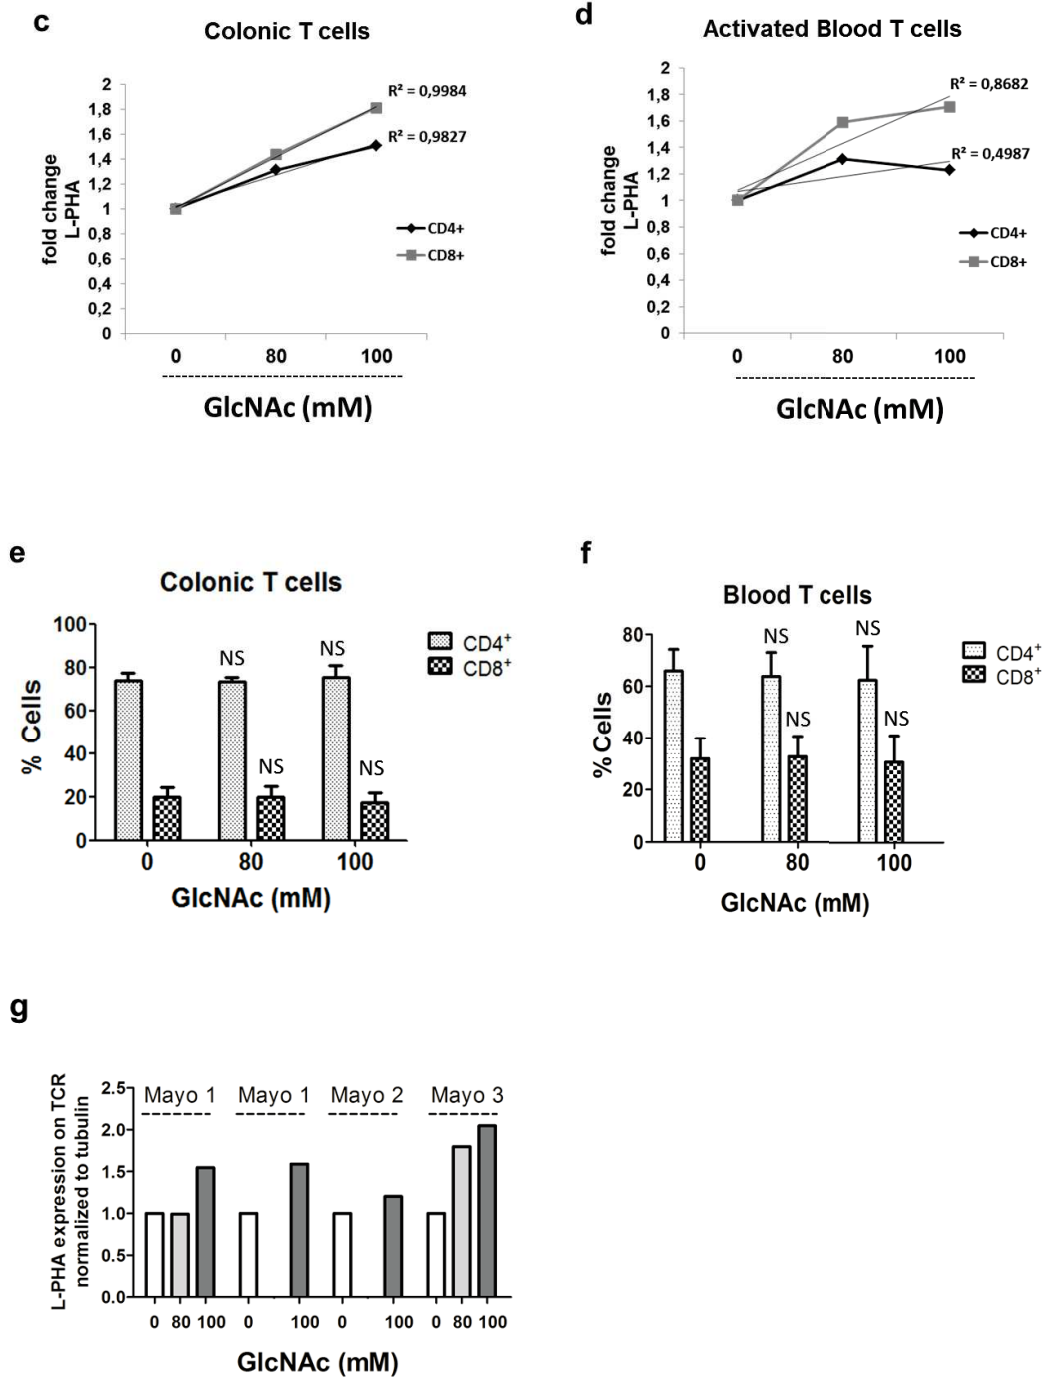 c
Colonic T cells
fold change
L-PHA
2
1,8
1,6
1,4
1,2
1
0,8
0,6
0,4
0,2
0
R² = 0,9984
R² = 0,9827
CD4+
CD8+
0 80 100
GlcNAc (mM)
d
Activated Blood T cells
fold change
L-PHA
2
1,8
1,6
1,4
1,2
1
0,8
0,6
0,4
0,2
0
R² = 0,8682
R² = 0,4987
CD4+
CD8+
0 80 100
GlcNAc (mM)
e
Colonic T cells
% Cells
100
80
60
40
20
0
NS
NS
NS
NS
CD4⁺
CD8⁺
0 80 100
GlcNAc (mM)
f
Blood T cells
% Cells
80
60
40
20
0
NS
NS
NS
NS
CD4⁺
CD8⁺
0 80 100
GlcNAc (mM)
g
L-PHA expression on TCR
normalized to tubulin
2.5
2.0
1.5
1.0
0.5
0.0
Mayo 1 Mayo 1 Mayo 2 Mayo 3
0 80 100 0 100 0 100 0 80 100
GlcNAc (mM)